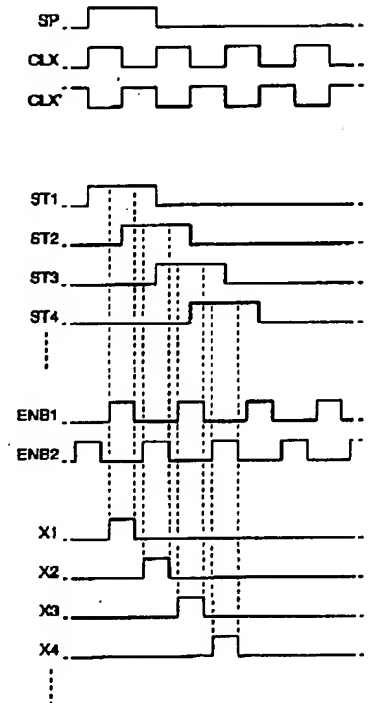 SP
CLX
CLX'
ST1
ST2
ST3
ST4
ENB1
ENB2
X1
X2
X3
X4